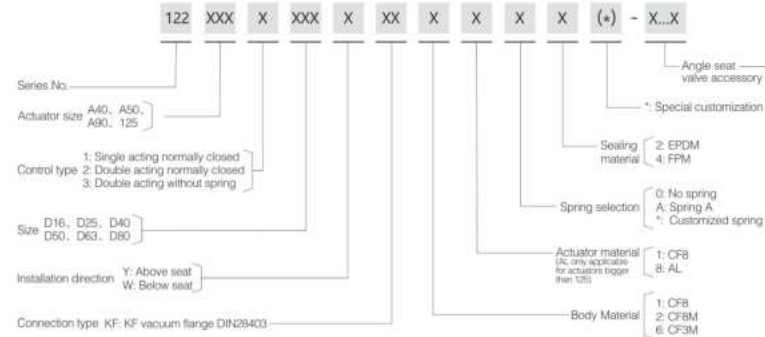 122 XXX X XXX X XX X X X X (*) - X...X
Angle seat
valve accessory
Series No.
*: Special customization
Actuator size A40、A50、
A90、125
Sealing
material
2: EPDM
4: FPM
Control type
1: Single acting normally closed
2: Double acting normally closed
3: Double acting without spring
Spring selection
0: No spring
A: Spring A
*: Customized spring
Size D16、D25、D40
D50、D63、D80
Actuator material
(AL only applicable
for actuators bigger
than 125)
1: CF8
8: AL
Installation direction
Y: Above seat
W: Below seat
Body Material
1: CF8
2: CF8M
6: CF3M
Connection type KF: KF vacuum flange DIN28403